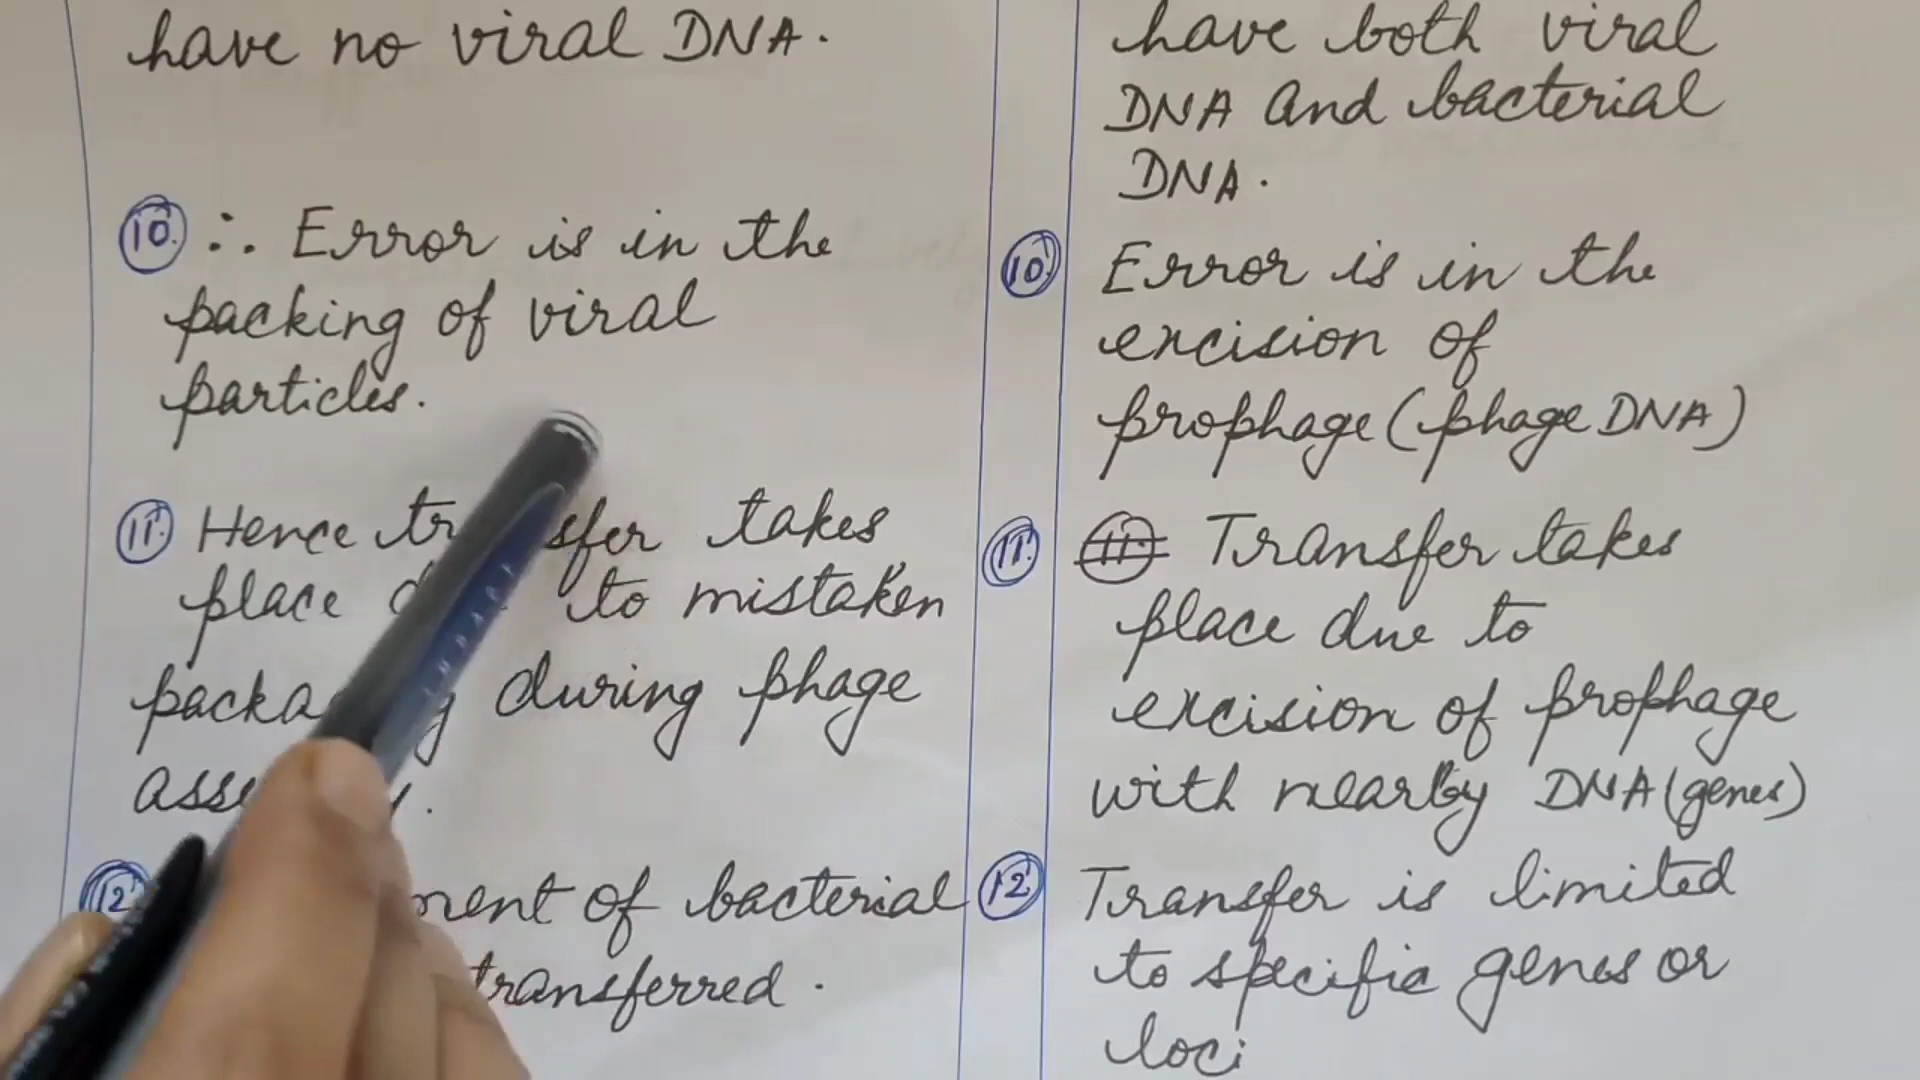 have no viral DNA.
10. ∴ Error is in the
packing of viral
particles.
11. Hence takes
place to mistaken
during phage
12 of bacterial
transferred.
have both viral
DNA and bacterial
DNA.
10. Error is in the
excision of
prophage (phage DNA)
11. Transfer takes
place due to
excision of prophage
with nearby DNA (genes)
12. Transfer is limited
to specific genes or
loci